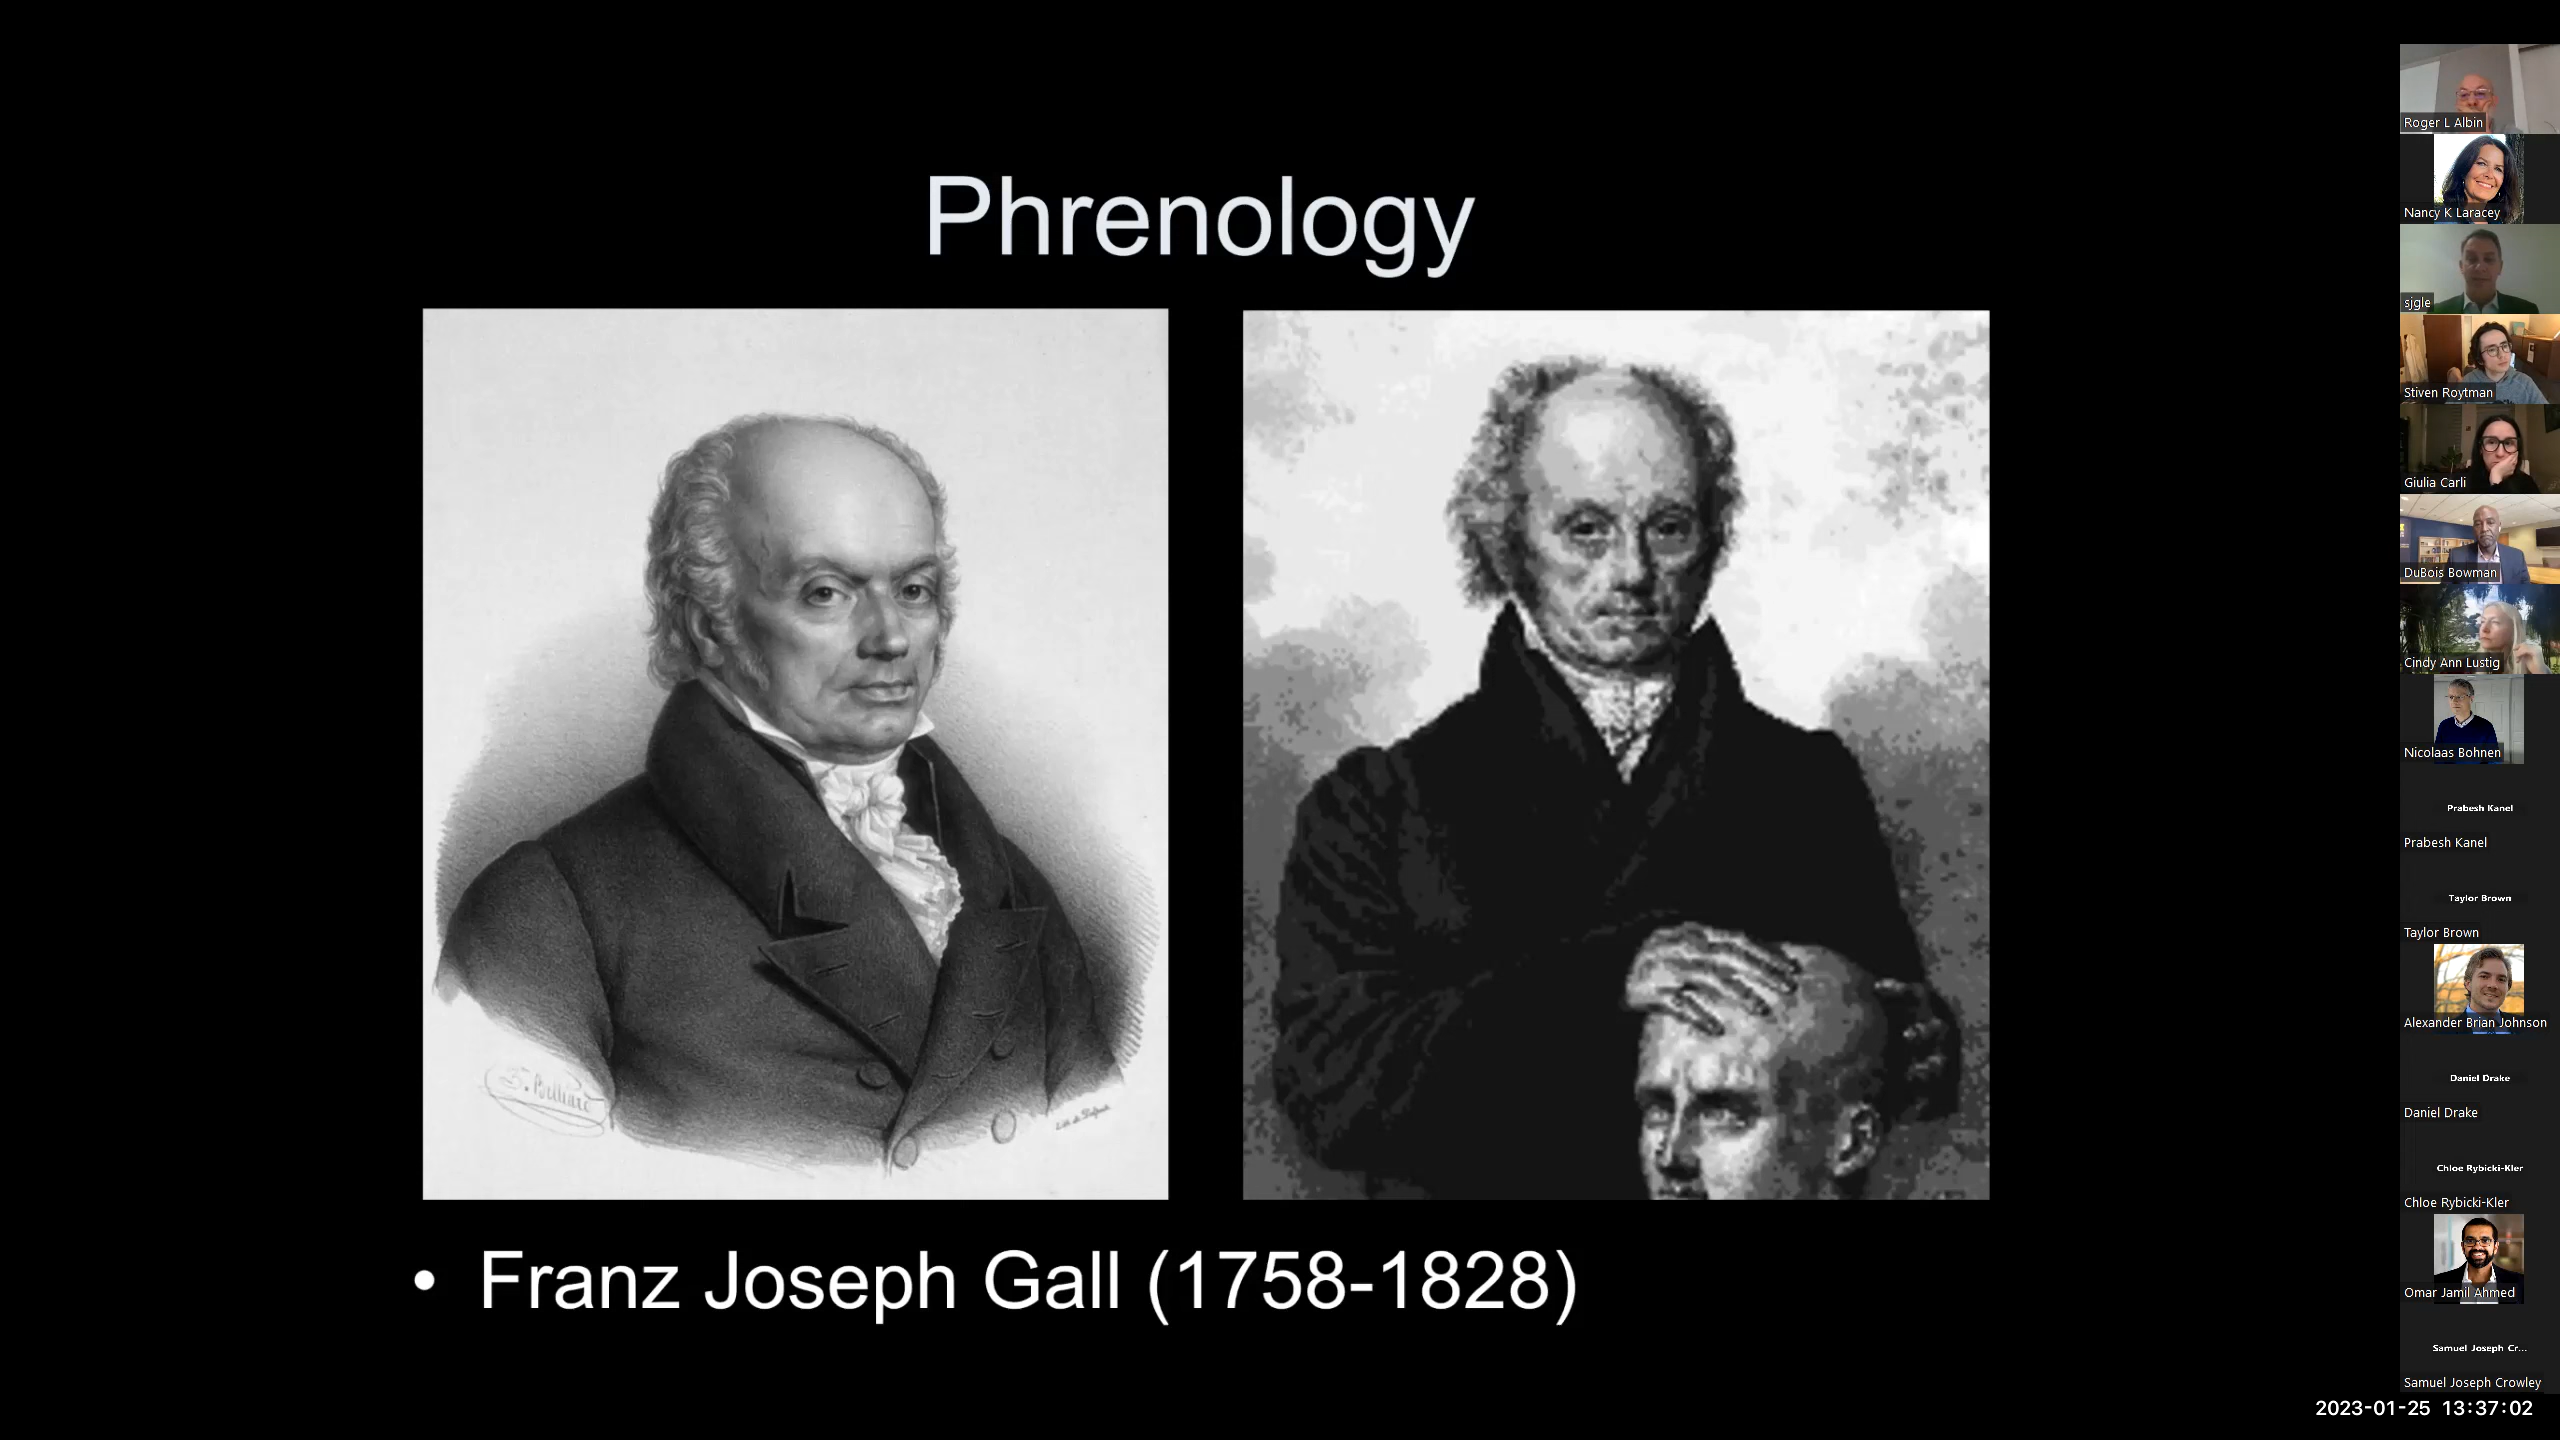 Phrenology
• Franz Joseph Gall (1758-1828)
Roger L Albin
Nancy K Laracey
sjgle
Stiven Roytman
Giulia Carli
DuBois Bowman
Cindy Ann Lustig
Nicolaas Bohnen
Prabesh Kanel
Prabesh Kanel
Taylor Brown
Taylor Brown
Alexander Brian Johnson
Daniel Drake
Daniel Drake
Chloe Rybicki-Kler
Chloe Rybicki-Kler
Omar Jamil Ahmed
Samuel Joseph Cr...
Samuel Joseph Crowley
2023-01-25 13:37:02